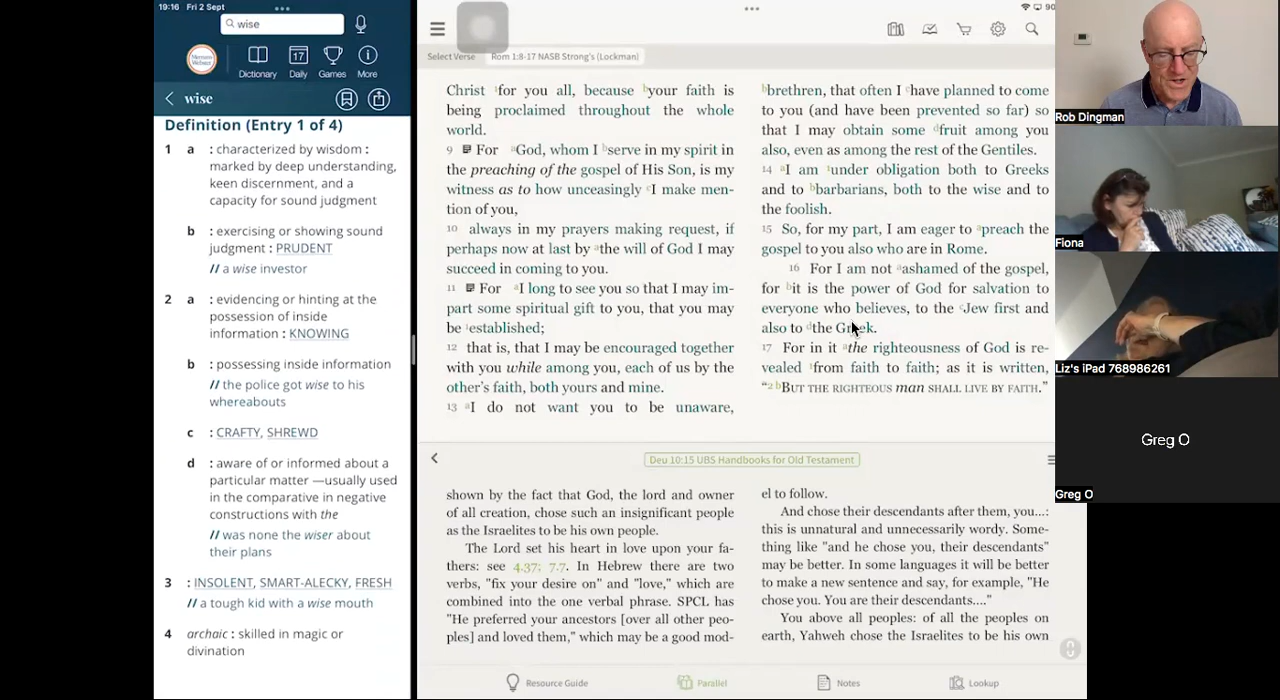 19:16 Fri 2 Sept
wise
Merriam-Webster
Dictionary
17
Daily
Games
More
wise
Definition (Entry 1 of 4)
1 a : characterized by wisdom :
marked by deep understanding,
keen discernment, and a
capacity for sound judgment
b : exercising or showing sound
judgment : PRUDENT
// a wise investor
2 a : evidencing or hinting at the
possession of inside
information : KNOWING
b : possessing inside information
// the police got wise to his
whereabouts
c : CRAFTY, SHREWD
d : aware of or informed about a
particular matter —usually used
in the comparative in negative
constructions with the
// was none the wiser about
their plans
3 : INSOLENT, SMART-ALECKY, FRESH
// a tough kid with a wise mouth
4 archaic : skilled in magic or
divination
90
Select Verse Rom 1:8-17 NASB Strong's (Lockman)
Christ for you all, because your faith is
being proclaimed throughout the whole
world.
9 For God, whom I serve in my spirit in
the preaching of the gospel of His Son, is my
witness as to how unceasingly I make men-
tion of you,
10 always in my prayers making request, if
perhaps now at last by the will of God I may
succeed in coming to you.
11 For I long to see you so that I may im-
part some spiritual gift to you, that you may
be established;
12 that is, that I may be encouraged together
with you while among you, each of us by the
other's faith, both yours and mine.
13 I do not want you to be unaware,
brethren, that often I have planned to come
to you (and have been prevented so far) so
that I may obtain some fruit among you
also, even as among the rest of the Gentiles.
14 I am under obligation both to Greeks
and to barbarians, both to the wise and to
the foolish.
15 So, for my part, I am eager to preach the
gospel to you also who are in Rome.
16 For I am not ashamed of the gospel,
for it is the power of God for salvation to
everyone who believes, to the Jew first and
also to the Greek.
17 For in it the righteousness of God is re-
vealed from faith to faith; as it is written,
“BUT THE RIGHTEOUS man SHALL LIVE BY FAITH.”
Deu 10:15 UBS Handbooks for Old Testament
shown by the fact that God, the lord and owner
of all creation, chose such an insignificant people
as the Israelites to be his own people.
The Lord set his heart in love upon your fa-
thers: see 4.37; 7.7. In Hebrew there are two
verbs, "fix your desire on" and "love," which are
combined into the one verbal phrase. SPCL has
"He preferred your ancestors [over all other peo-
ples] and loved them," which may be a good mod-
el to follow.
And chose their descendants after them, you...:
this is unnatural and unnecessarily wordy. Some-
thing like "and he chose you, their descendants"
may be better. In some languages it will be better
to make a new sentence and say, for example, "He
chose you. You are their descendants...."
You above all peoples: of all the peoples on
earth, Yahweh chose the Israelites to be his own
Resource Guide
Parallel
Notes
Lookup
Rob Dingman
Fiona
Liz's iPad 768986261
Greg O
Greg O